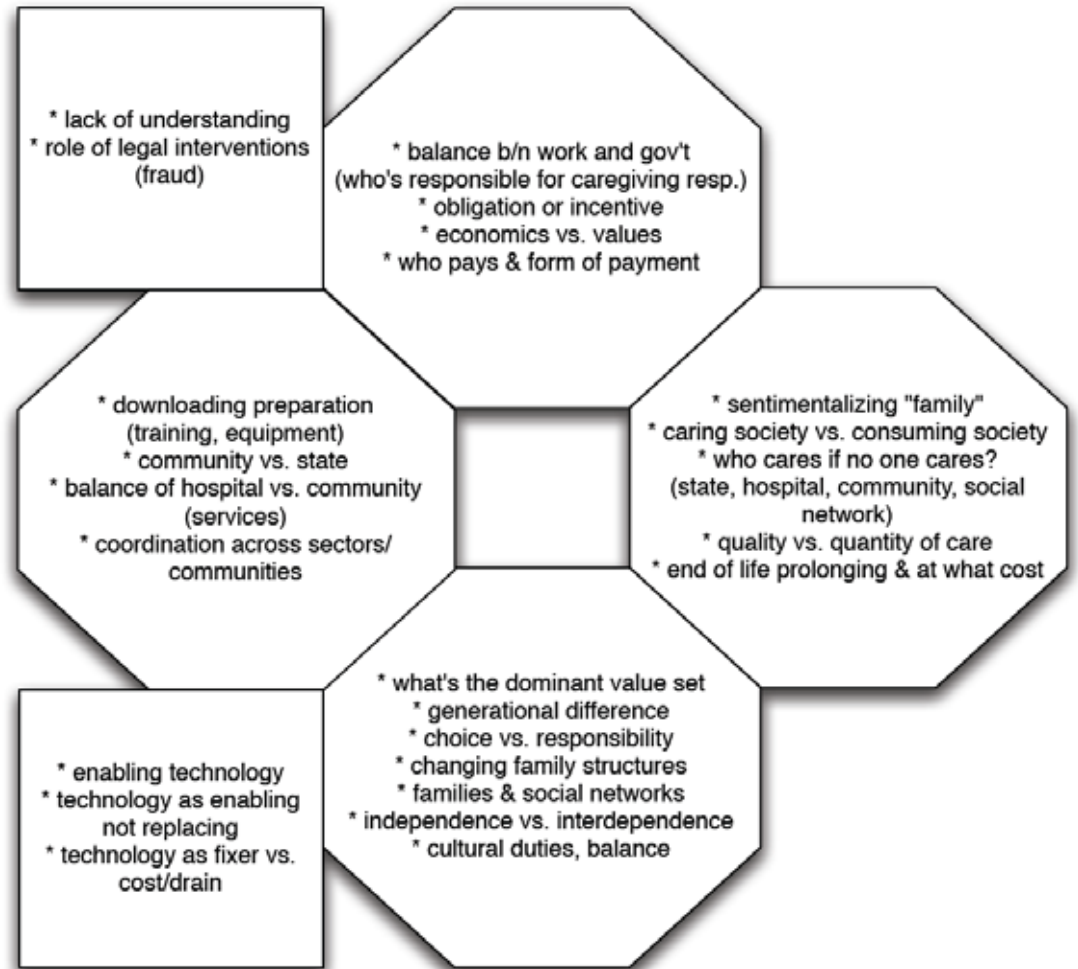 * lack of understanding
* role of legal interventions
(fraud)
* balance b/n work and gov't
(who's responsible for caregiving resp.)
* obligation or incentive
* economics vs. values
* who pays & form of payment
* downloading preparation
(training, equipment)
* community vs. state
* balance of hospital vs. community
(services)
* coordination across sectors/
communities
* sentimentalizing "family"
* caring society vs. consuming society
* who cares if no one cares?
(state, hospital, community, social
network)
* quality vs. quantity of care
* end of life prolonging & at what cost
* what's the dominant value set
* generational difference
* choice vs. responsibility
* changing family structures
* families & social networks
* independence vs. interdependence
* cultural duties, balance
* enabling technology
* technology as enabling
not replacing
* technology as fixer vs.
cost/drain